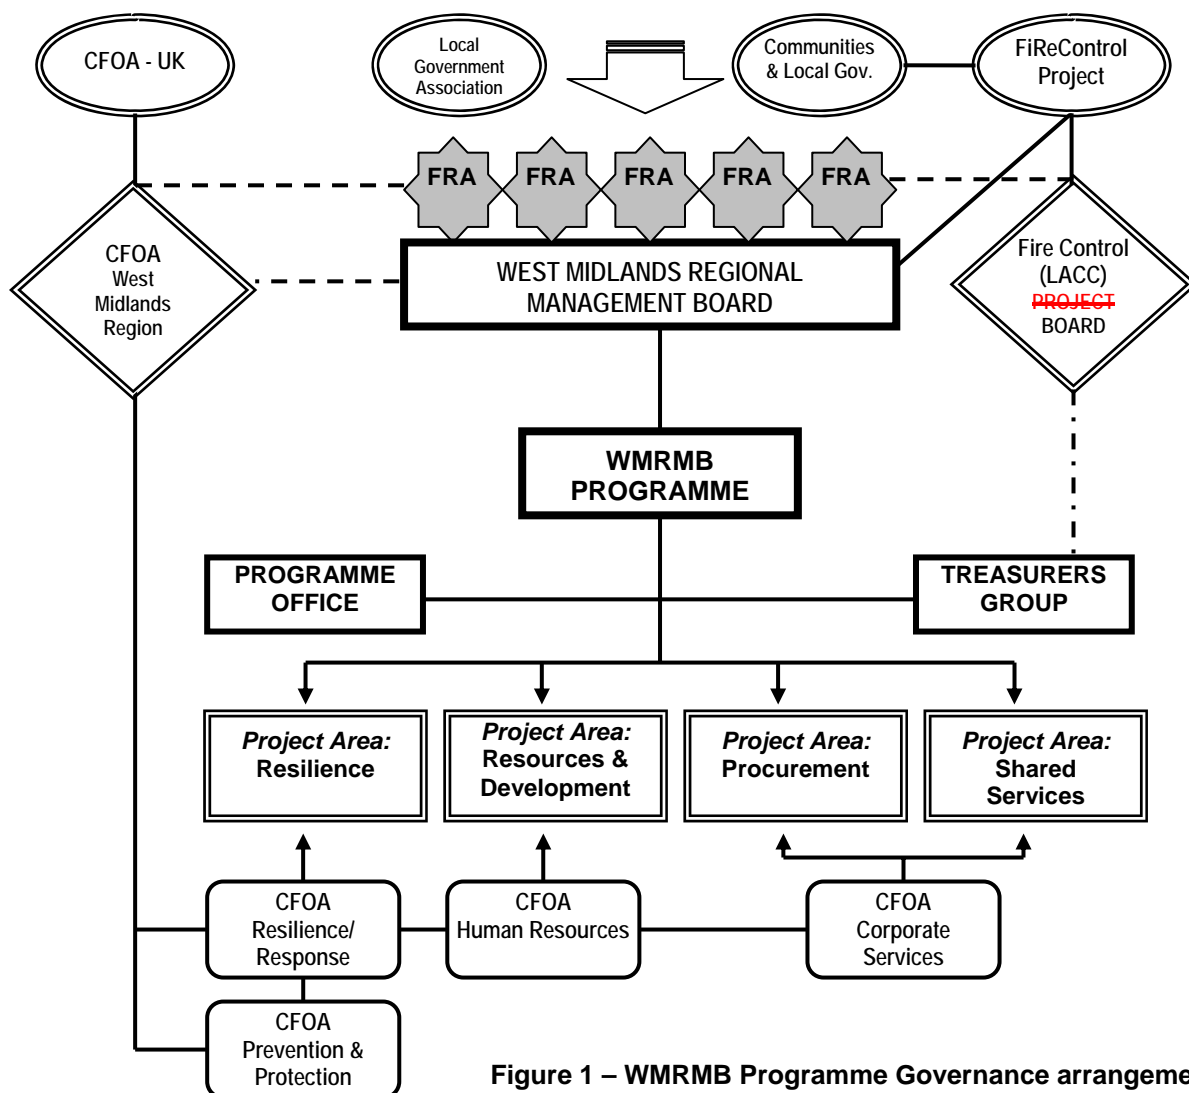 CFOA - UK
Local
Government
Association
Communities
& Local Gov.
FiReControl
Project
FRA
FRA
FRA
FRA
FRA
CFOA
West
Midlands
Region
WEST MIDLANDS REGIONAL
MANAGEMENT BOARD
Fire Control
(LACC)
PROJECT
BOARD
WMRMB
PROGRAMME
PROGRAMME
OFFICE
TREASURERS
GROUP
Project Area:
Resilience
Project Area:
Resources &
Development
Project Area:
Procurement
Project Area:
Shared
Services
CFOA
Resilience/
Response
CFOA
Human Resources
CFOA
Corporate
Services
CFOA
Prevention &
Protection
Figure 1 – WMRMB Programme Governance arrangeme